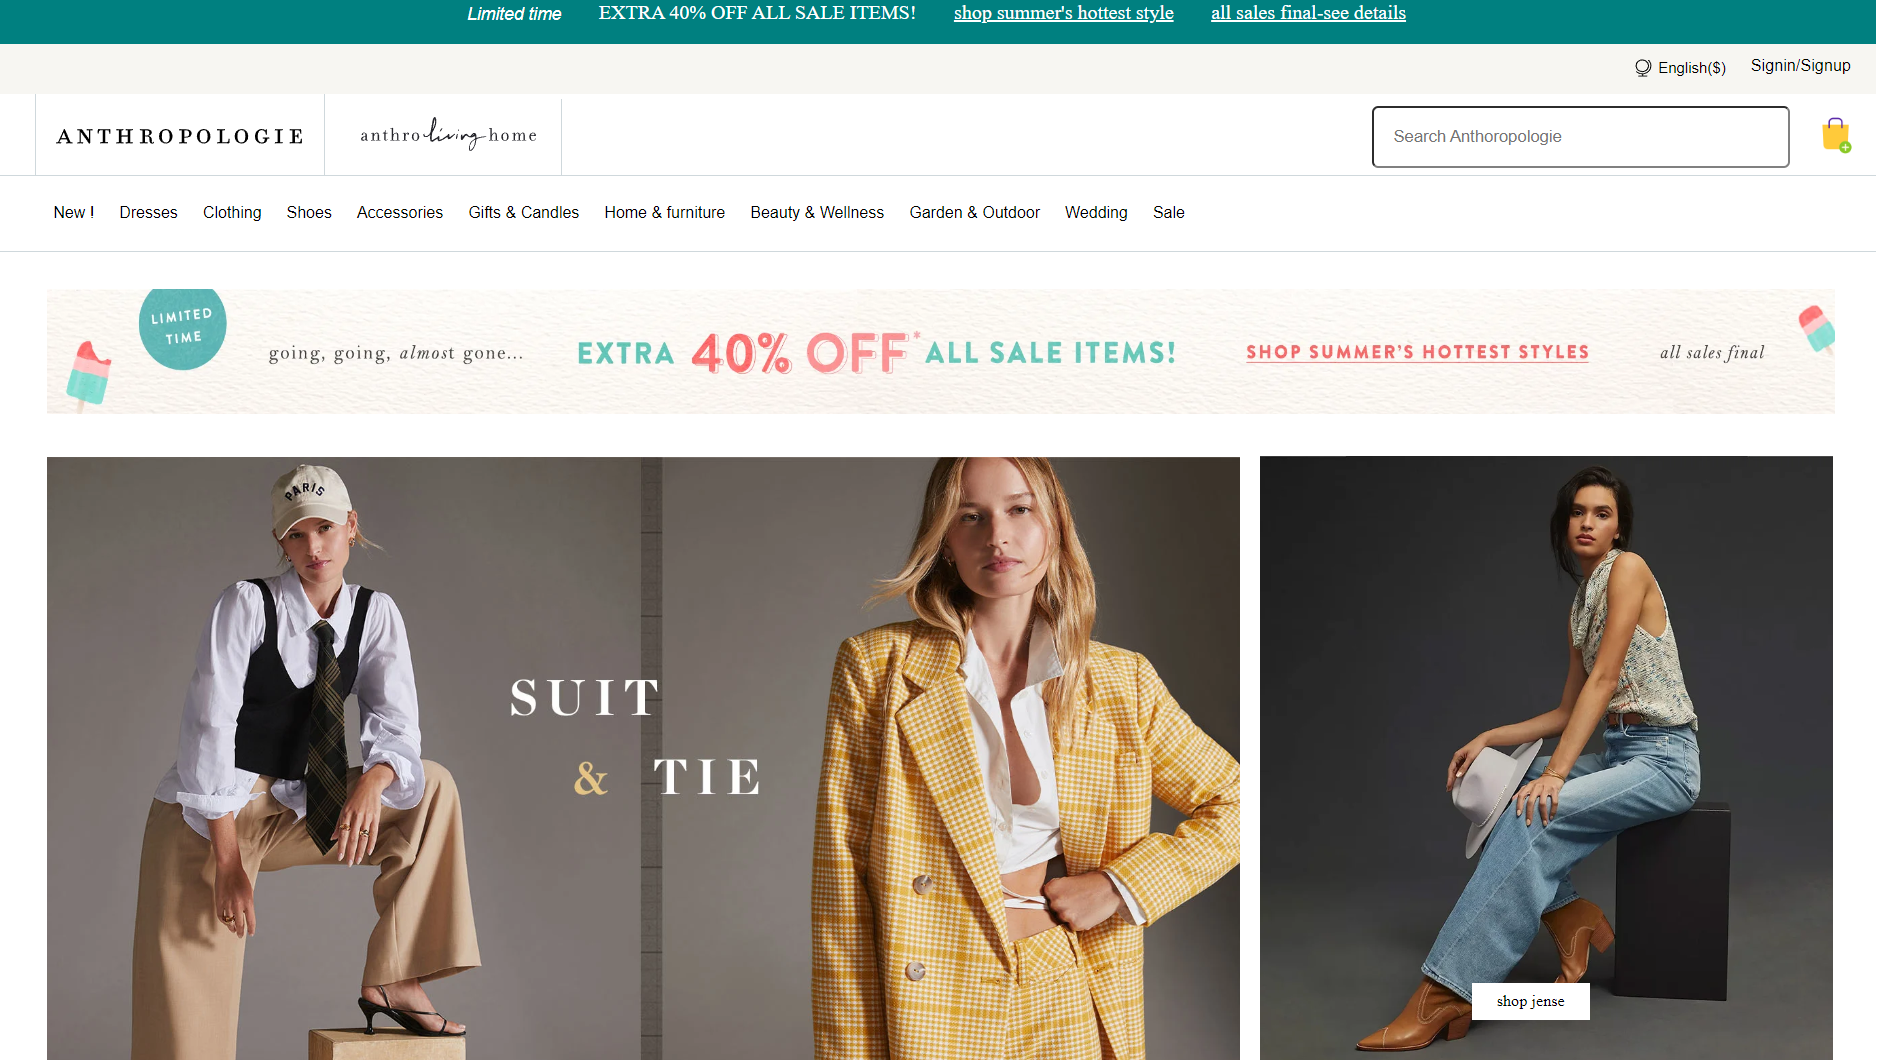 Limited time EXTRA 40% OFF ALL SALE ITEMS! shop summer's hottest style all sales final-see details
English($) Signin/Signup
ANTHROPOLOGIE anthro living home Search Anthoropologie
New ! Dresses Clothing Shoes Accessories Gifts & Candles Home & furniture Beauty & Wellness Garden & Outdoor Wedding Sale
LIMITED
TIME
going, going, almost gone... EXTRA 40% OFF* ALL SALE ITEMS! SHOP SUMMER'S HOTTEST STYLES all sales final
PARIS
SUIT
& TIE
shop jense